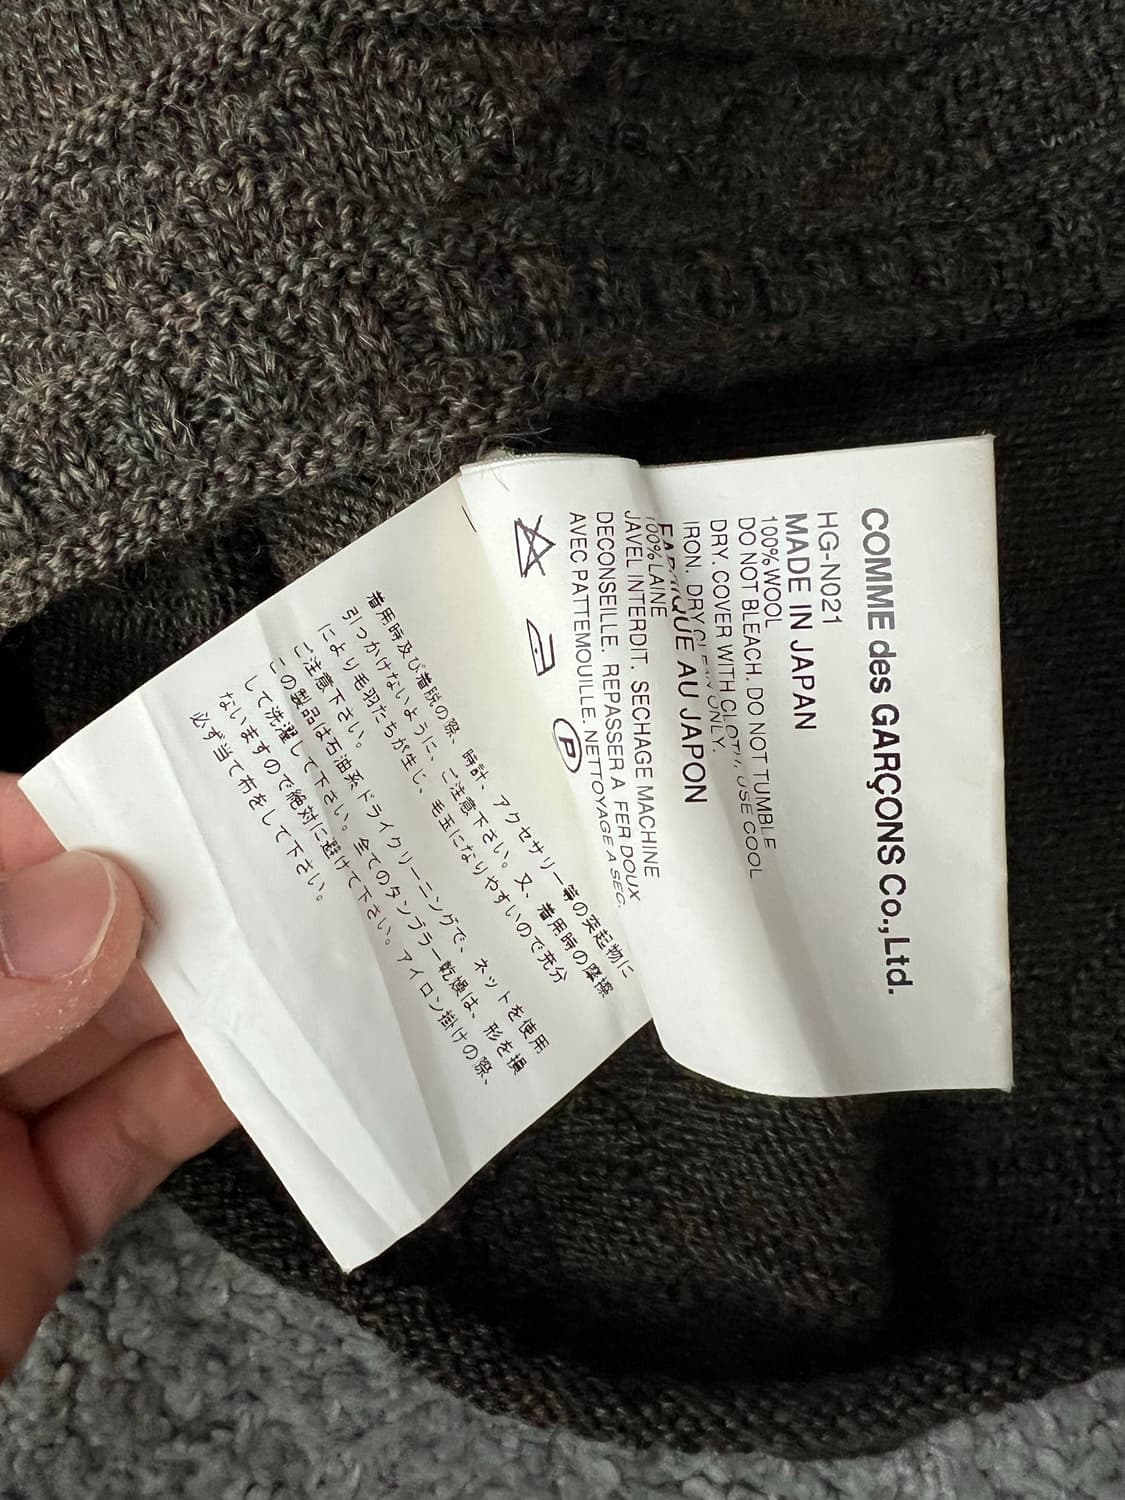 COMME des GARÇONS Co.,Ltd.
HG-N021
MADE IN JAPAN
100%WOOL
DO NOT BLEACH. DO NOT TUMBLE
DRY. COVER WITH CLOTH, USE COOL
IRON. DRY CLEAN ONLY.
FABRIQUE AU JAPON
100%LAINE
JAVEL INTERDIT. SECHAGE MACHINE
DECONSEILLE. REPASSER A FER DOUX
AVEC PATTEMOUILLE. NETTOYAGE A SEC.
P
着用時及び着脱の際、時計、アクセサリー等の突起物に
引っかけないように、ご注意下さい。又、着用時の摩擦
により毛羽たちが生じ、毛玉になりやすいので充分
ご注意下さい。
この製品は石油系ドライクリーニングで、ネットを使用
して洗濯して下さい。全てのタンブラー乾燥は、形を損
ないますので絶対に避けて下さい。アイロン掛けの際、
必ず当て布をして下さい。